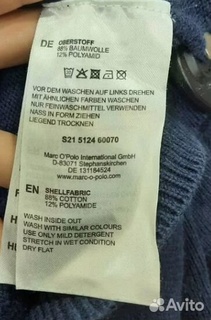 DE OBERSTOFF
88% BAUMWOLLE
12% POLYAMID
VOR DEM WASCHEN AUF LINKS DREHEN
MIT ÄHNLICHEN FARBEN WASCHEN
NUR FEINWASCHMITTEL VERWENDEN
NASS IN FORM ZIEHEN
LIEGEND TROCKNEN
S21 5124 60070
Marc O'Polo International GmbH
D-83071 Stephanskirchen
DE 131184524
www.marc-o-polo.com
EN SHELLFABRIC
88% COTTON
12% POLYAMIDE
WASH INSIDE OUT
WASH WITH SIMILAR COLOURS
USE ONLY MILD DETERGENT
STRETCH IN WET CONDITION
DRY FLAT
Avito